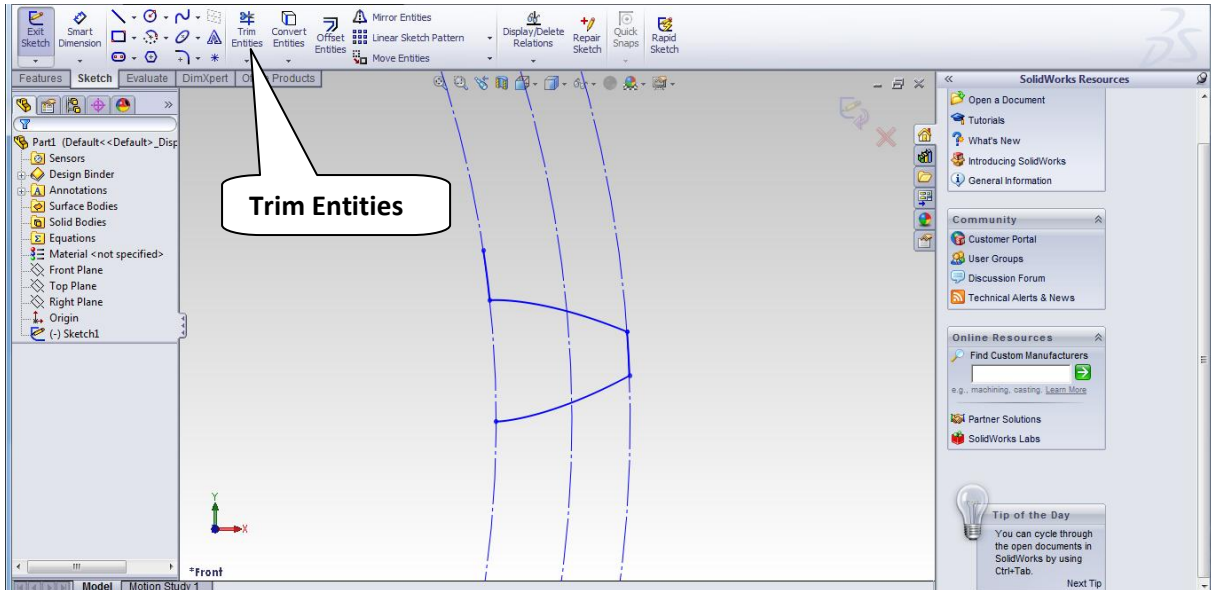 Exit Sketch
Smart Dimension
Trim Entities
Convert Entities
Offset Entities
Mirror Entities
Linear Sketch Pattern
Move Entities
Display/Delete Relations
Repair Sketch
Quick Snaps
Rapid Sketch
Features Sketch Evaluate DimXpert Products
SolidWorks Resources
Part1 (Default<<Default>_Disp
Sensors
Design Binder
Annotations
Surface Bodies
Solid Bodies
Equations
Material <not specified>
Front Plane
Top Plane
Right Plane
Origin
(-) Sketch1
Trim Entities
Y
X
*Front
Model Motion Study 1
Open a Document
Tutorials
What's New
Introducing SolidWorks
General Information
Community
Customer Portal
User Groups
Discussion Forum
Technical Alerts & News
Online Resources
Find Custom Manufacturers
e.g., machining, casting. Learn More
Partner Solutions
SolidWorks Labs
Tip of the Day
You can cycle through
the open documents in
SolidWorks by using
Ctrl+Tab.
Next Tip